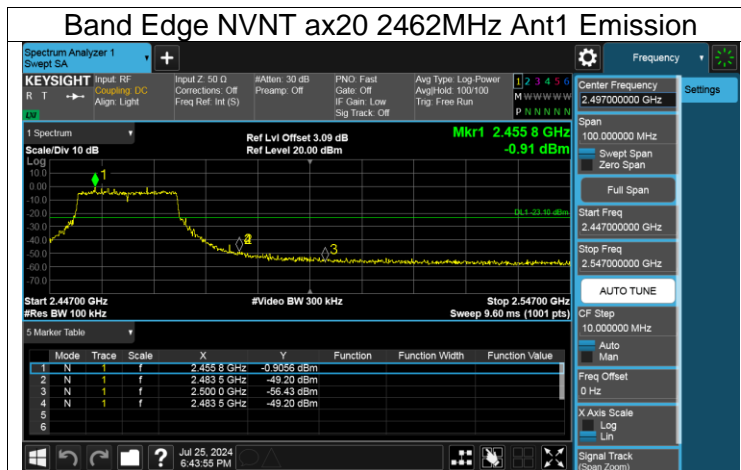 Band Edge NVNT ax20 2462MHz Ant1 Emission
Spectrum Analyzer 1
Swept SA
+
Frequency
KEYSIGHT
R T
LXI
Input: RF
Coupling: DC
Align: Light
Input Z: 50 Ω
Corrections: Off
Freq Ref: Int (S)
#Atten: 30 dB
Preamp: Off
PNO: Fast
Gate: Off
IF Gain: Low
Sig Track: Off
Avg Type: Log-Power
Avg|Hold: 100/100
Trig: Free Run
1 2 3 4 5 6
M W W W W W
P N N N N N
Center Frequency
2.497000000 GHz
Settings
Span
100.000000 MHz
Swept Span
Zero Span
Full Span
Start Freq
2.447000000 GHz
Stop Freq
2.547000000 GHz
AUTO TUNE
CF Step
10.000000 MHz
Auto
Man
Freq Offset
0 Hz
X Axis Scale
Log
Lin
Signal Track
(Span Zoom)
1 Spectrum
Scale/Div 10 dB
Ref Lvl Offset 3.09 dB
Ref Level 20.00 dBm
Mkr1 2.455 8 GHz
-0.91 dBm
Log
10.0
0.00
-10.0
-20.0
-30.0
-40.0
-50.0
-60.0
-70.0
1
3
DL1 -23.10 dBm
Start 2.44700 GHz
#Res BW 100 kHz
#Video BW 300 kHz
Stop 2.54700 GHz
Sweep 9.60 ms (1001 pts)
5 Marker Table
Mode Trace Scale X Y Function Function Width Function Value
1 N 1 f 2.455 8 GHz -0.9056 dBm
2 N 1 f 2.483 5 GHz -49.20 dBm
3 N 1 f 2.500 0 GHz -56.43 dBm
4 N 1 f 2.483 5 GHz -49.20 dBm
5
6
?
Jul 25, 2024
6:43:55 PM